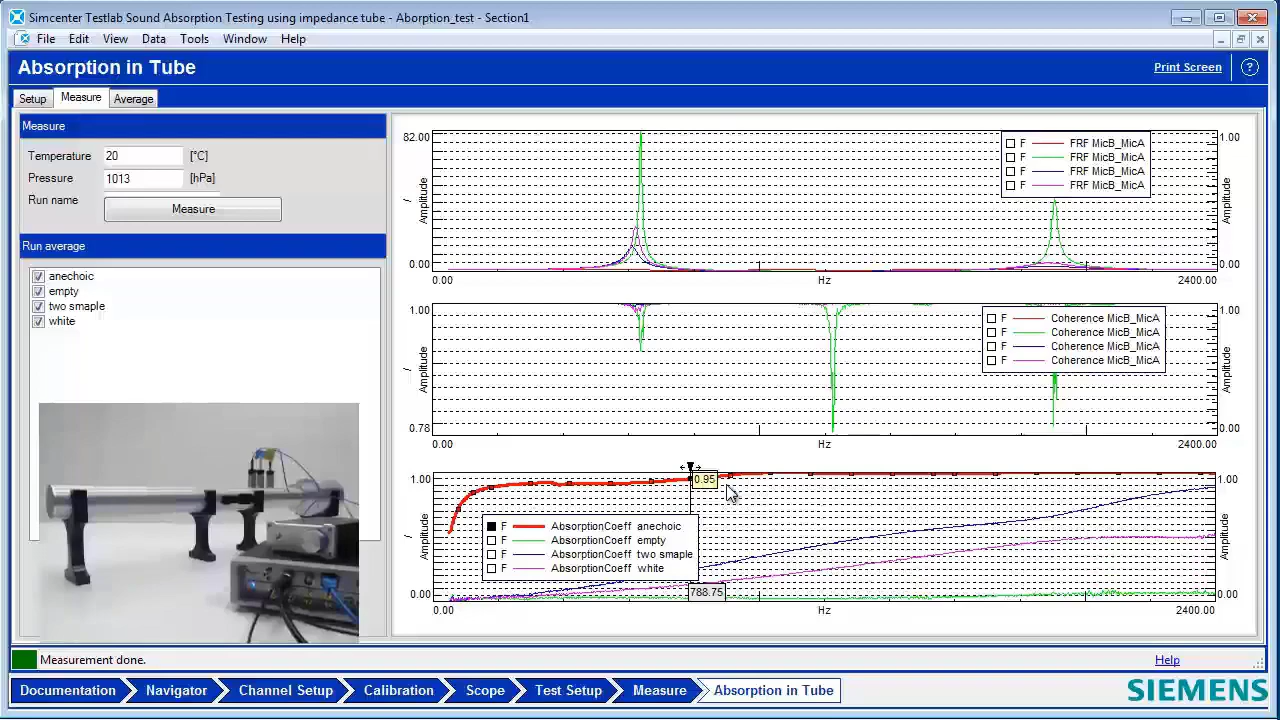 Simcenter Testlab Sound Absorption Testing using impedance tube - Aborption_test - Section1
File Edit View Data Tools Window Help
Absorption in Tube
Print Screen
?
Setup Measure Average
Measure
Temperature 20 [°C]
Pressure 1013 [hPa]
Run name
Measure
Run average
anechoic
empty
two smaple
white
82.00
/
Amplitude
0.00
0.00
Hz
2400.00
1.00
Amplitude
0.00
F FRF MicB_MicA
F FRF MicB_MicA
F FRF MicB_MicA
F FRF MicB_MicA
1.00
/
Amplitude
0.78
0.00
Hz
2400.00
1.00
Amplitude
0.00
F Coherence MicB_MicA
F Coherence MicB_MicA
F Coherence MicB_MicA
F Coherence MicB_MicA
1.00
/
Amplitude
0.00
0.00
Hz
2400.00
1.00
Amplitude
0.00
0.95
F AbsorptionCoeff anechoic
F AbsorptionCoeff empty
F AbsorptionCoeff two smaple
F AbsorptionCoeff white
788.75
Measurement done.
Help
Documentation Navigator Channel Setup Calibration Scope Test Setup Measure Absorption in Tube
SIEMENS